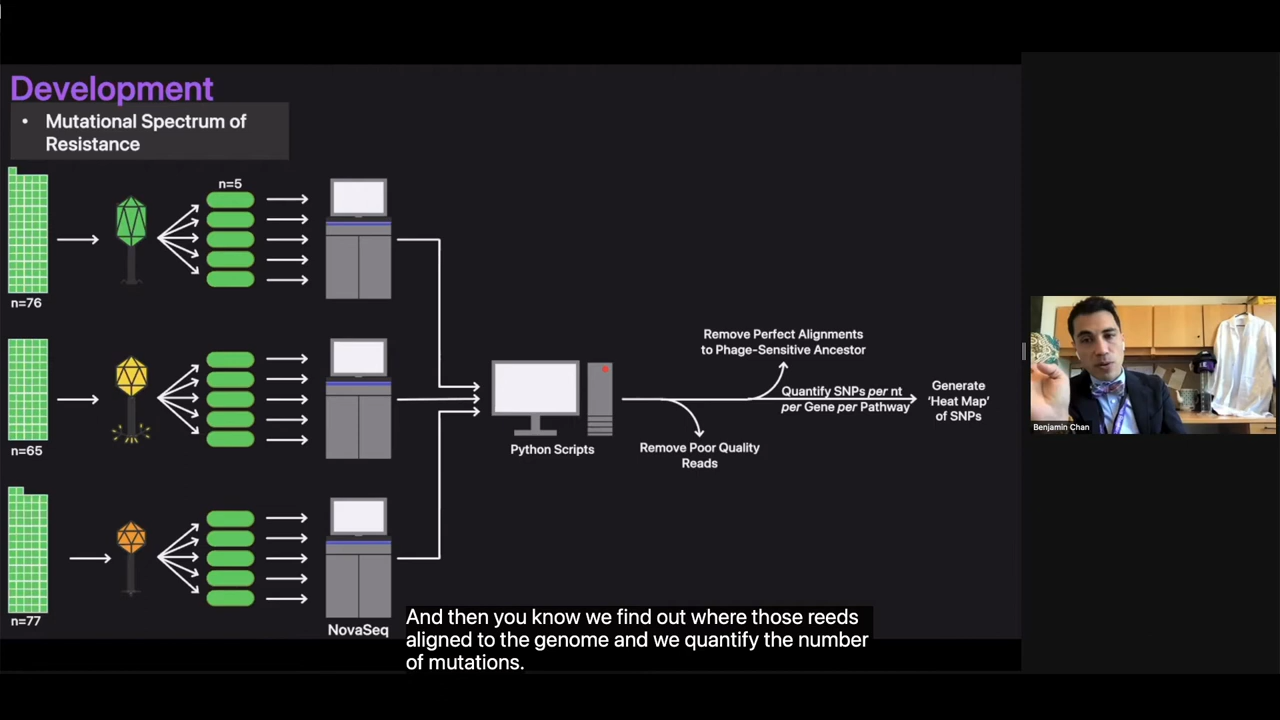 Development
• Mutational Spectrum of
Resistance
n=5
n=76
n=65
n=77
NovaSeq
Python Scripts
Remove Perfect Alignments
to Phage-Sensitive Ancestor
Quantify SNPs per nt
per Gene per Pathway
Remove Poor Quality
Reads
Generate
‘Heat Map’
of SNPs
Benjamin Chan
And then you know we find out where those reeds
aligned to the genome and we quantify the number
of mutations.